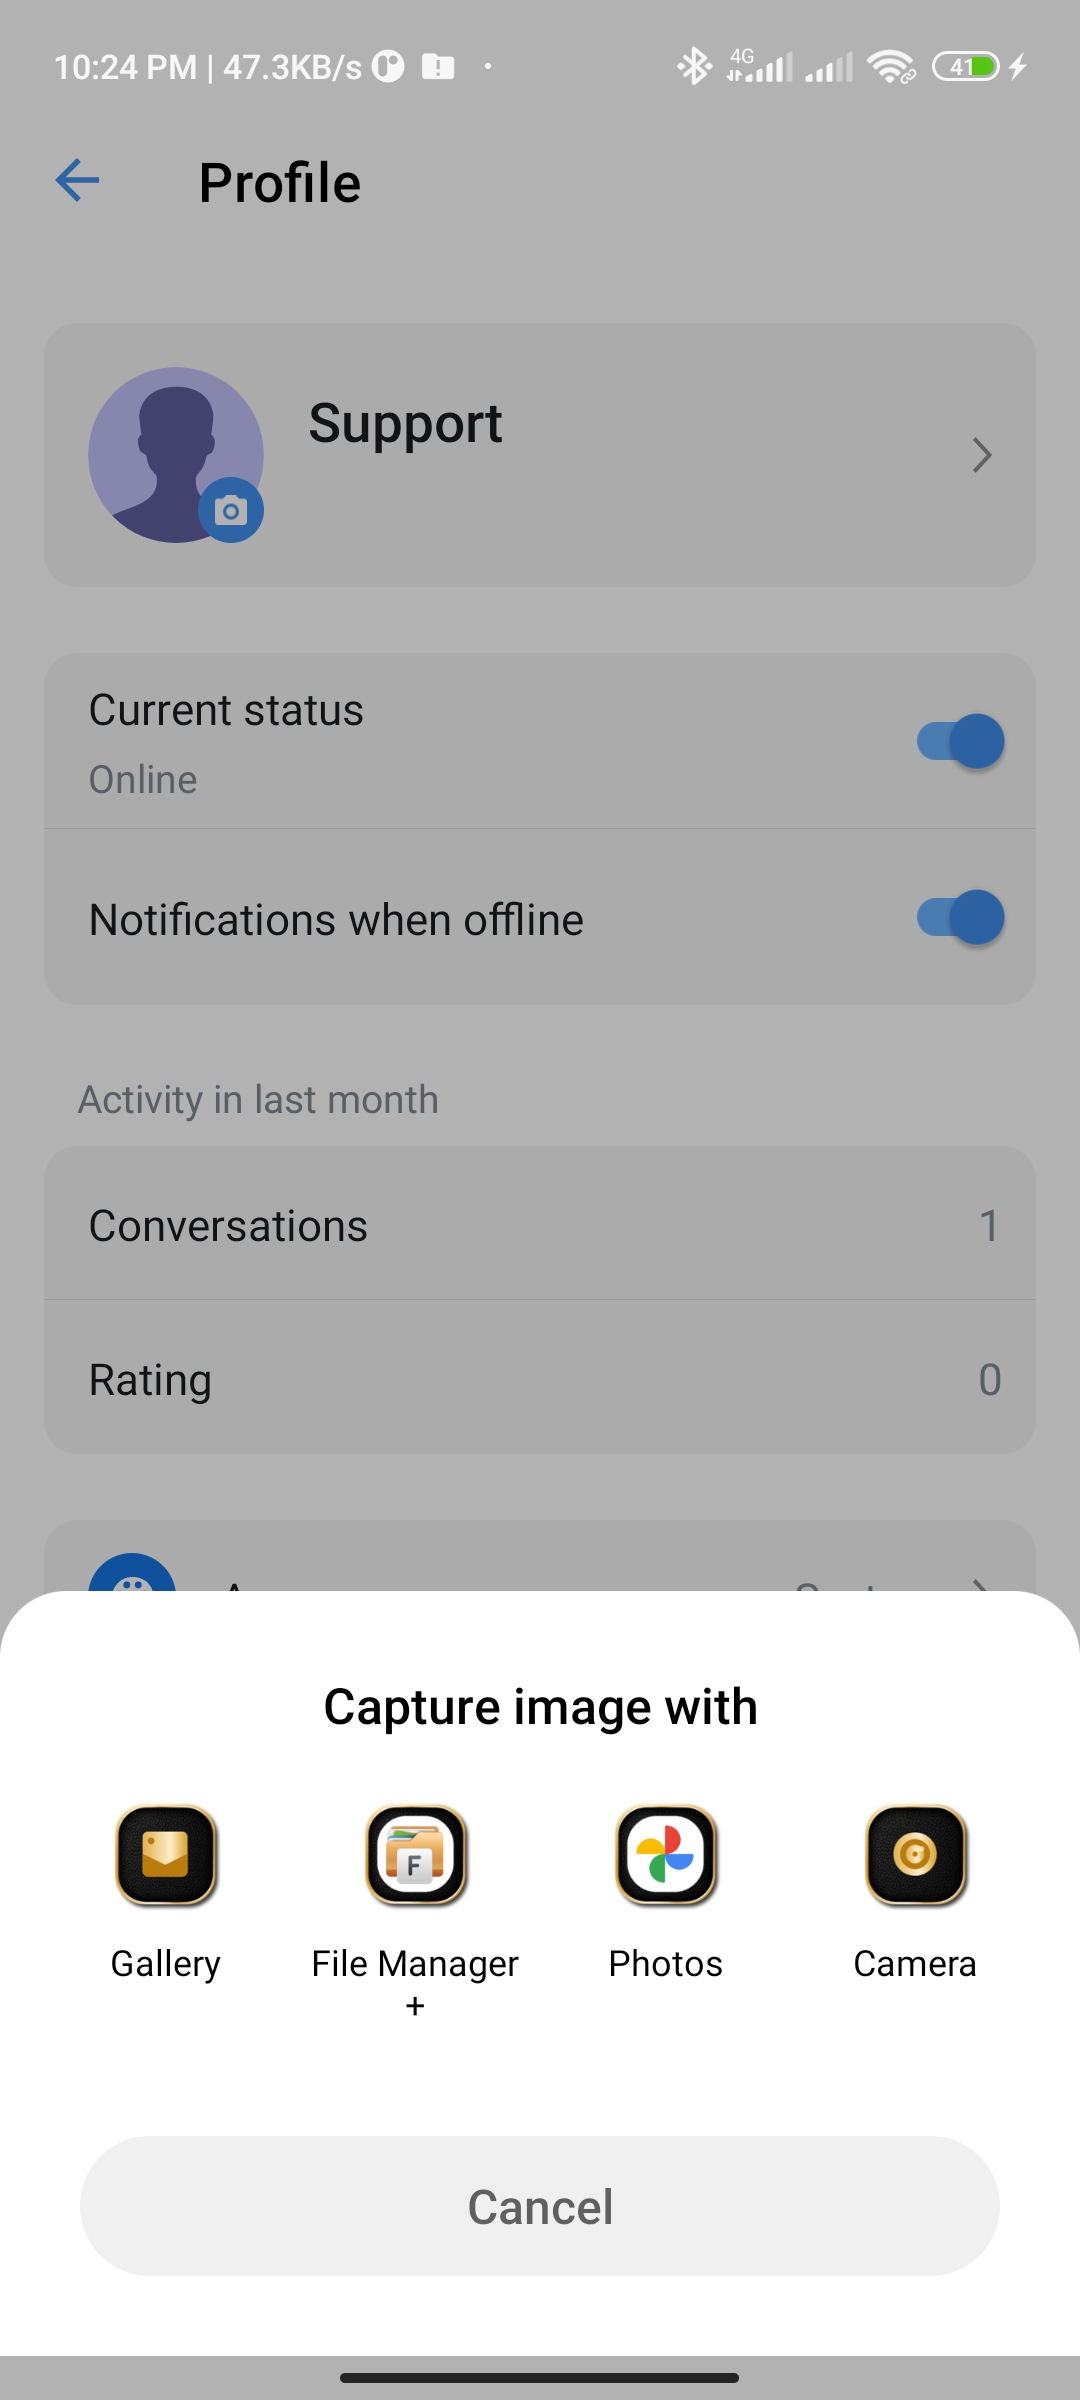 10:24 PM | 47.3KB/s
4G
41
Profile
Support
Current status
Online
Notifications when offline
Activity in last month
Conversations
1
Rating
0
Capture image with
Gallery
File Manager
+
Photos
Camera
Cancel